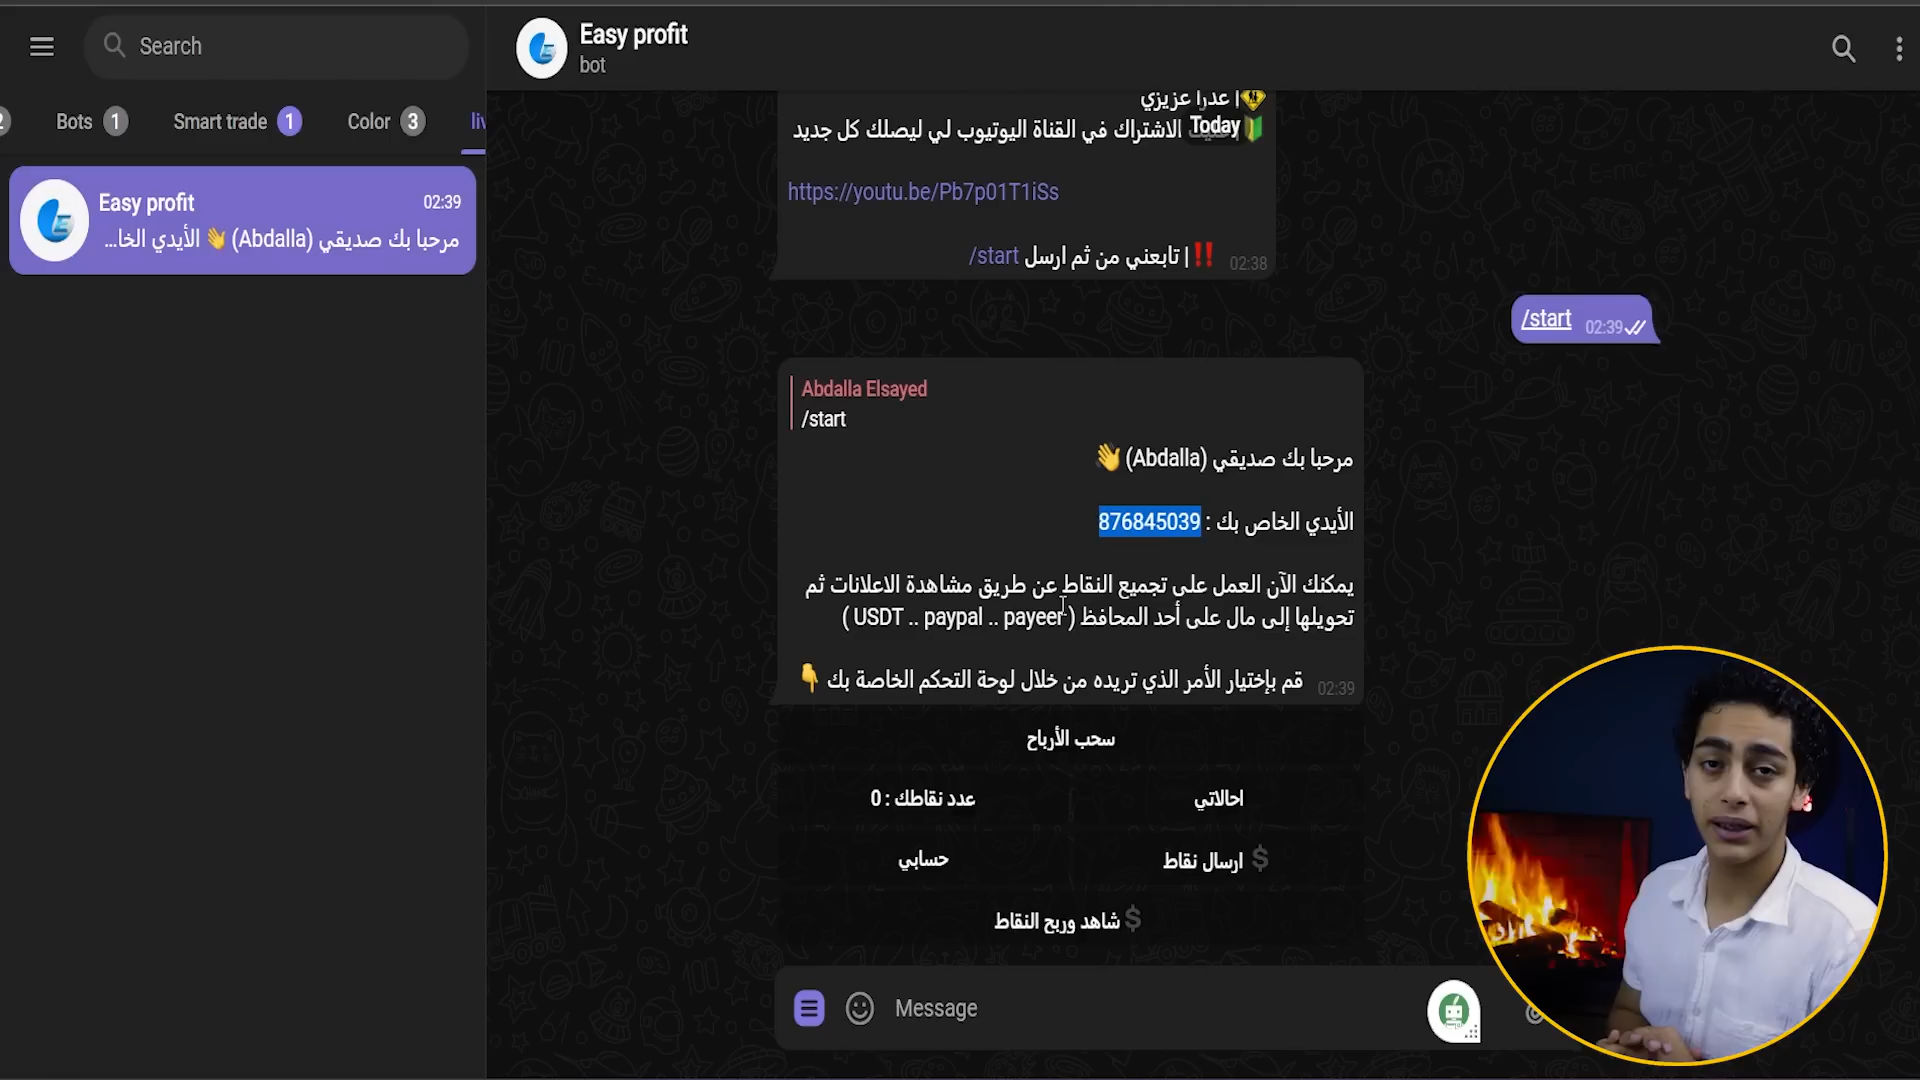 Search
Easy profit
bot
2
Bots 1
Smart trade 1
Color 3
liv
Easy profit
02:39
مرحبا بك صديقي (Abdalla) 👋 الأيدي الخا...
عذرا عزيزي |
Today
الاشتراك في القناة اليوتيوب لي ليصلك كل جديد
https://youtu.be/Pb7p01T1iSs
‼️| تابعني من ثم ارسل /start
02:38
/start
02:39
Abdalla Elsayed
/start
مرحبا بك صديقي (Abdalla) 👋
الأيدي الخاص بك : 876845039
يمكنك الآن العمل على تجميع النقاط عن طريق مشاهدة الاعلانات ثم
تحويلها إلى مال على أحد المحافظ ( USDT .. paypal .. payeer )
قم بإختيار الأمر الذي تريده من خلال لوحة التحكم الخاصة بك 👇
02:39
سحب الأرباح
احالاتي
عدد نقاطك : 0
ارسال نقاط $
حسابي
شاهد وربح النقاط $
Message